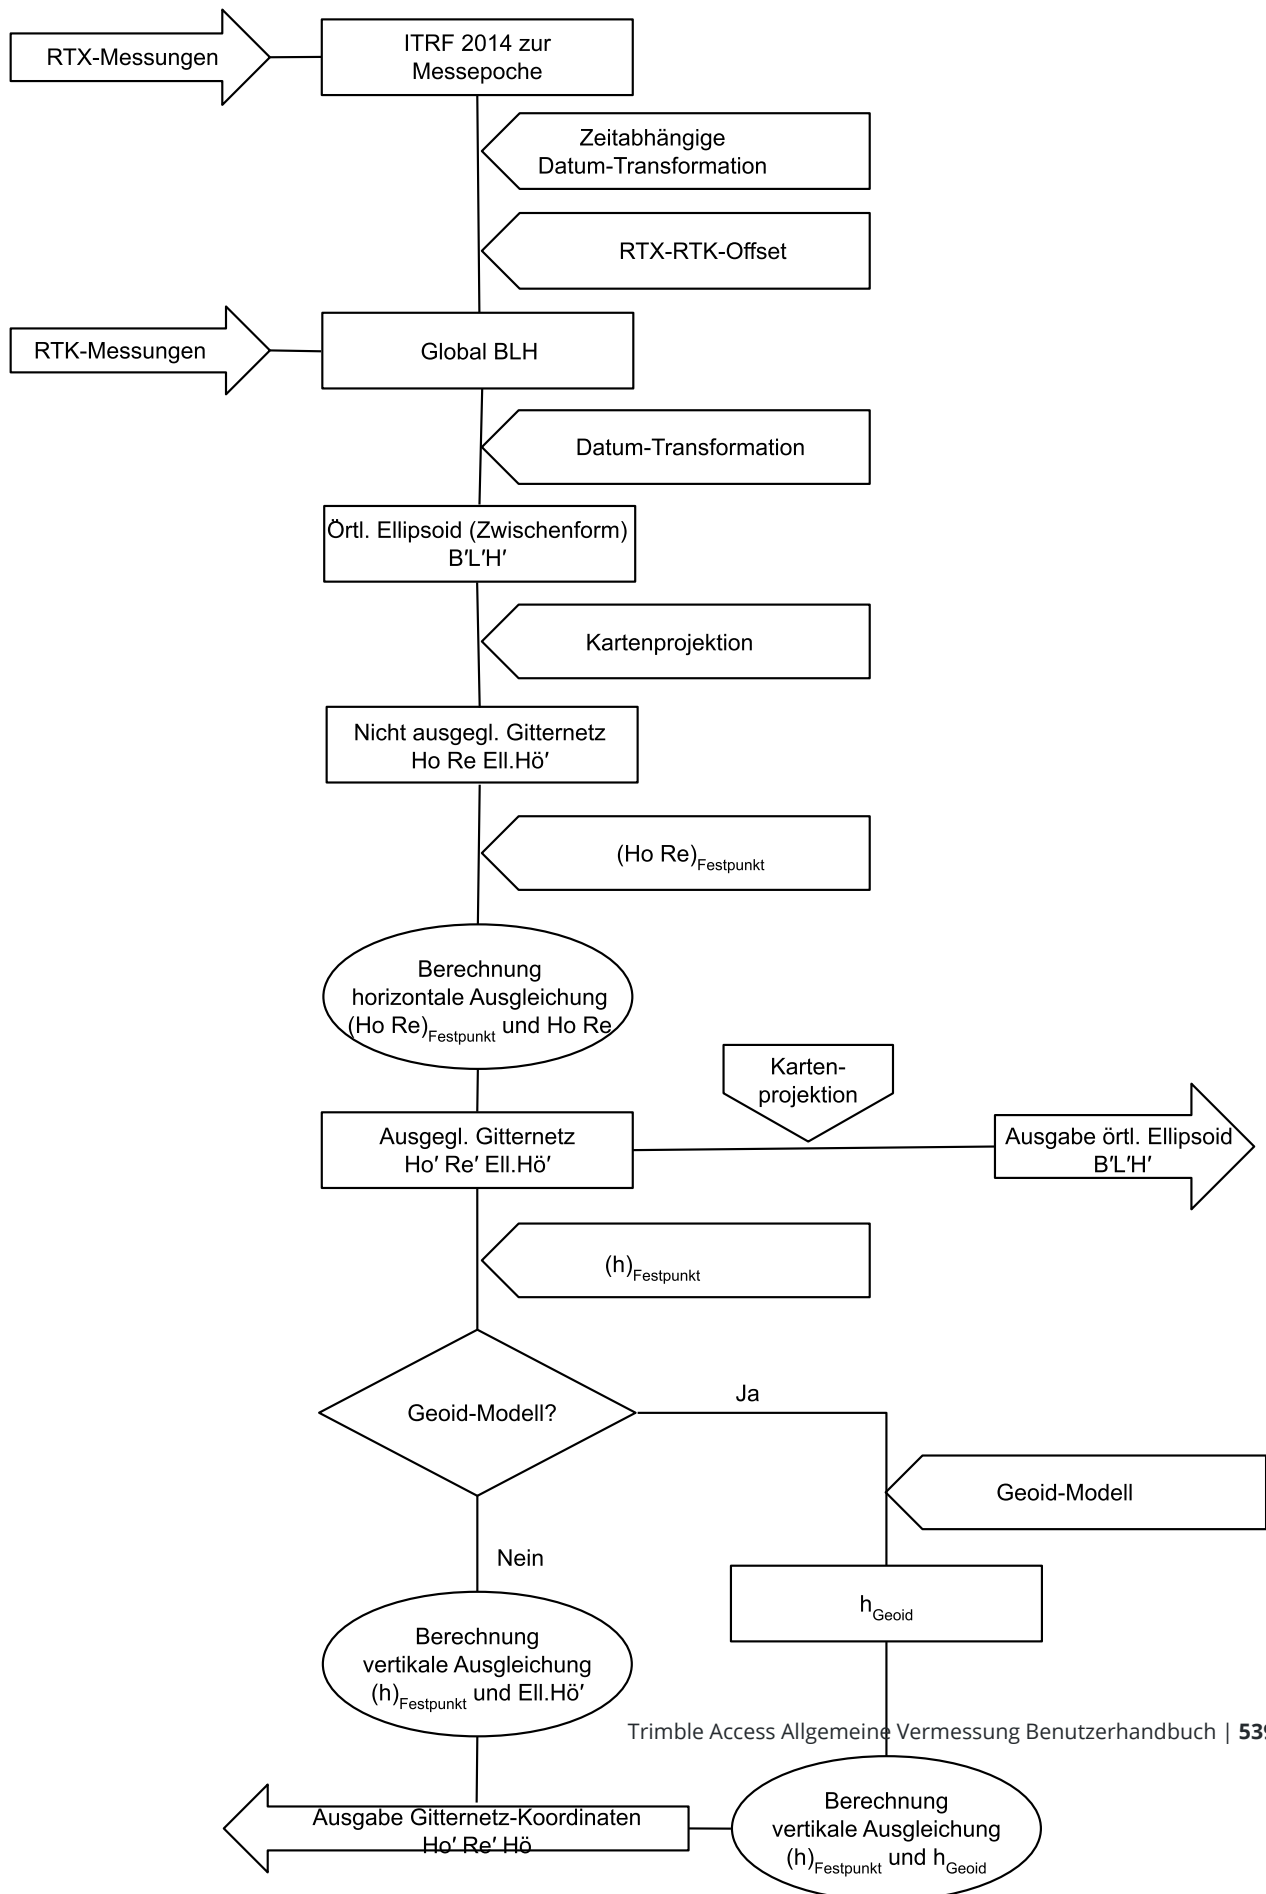 RTX-Messungen
ITRF 2014 zur
Messepoche
Zeitabhängige
Datum-Transformation
RTX-RTK-Offset
RTK-Messungen
Global BLH
Datum-Transformation
Örtl. Ellipsoid (Zwischenform)
B′L′H′
Kartenprojektion
Nicht ausgegl. Gitternetz
Ho Re Ell.Hö′
(Ho Re)Festpunkt
Berechnung
horizontale Ausgleichung
(Ho Re)Festpunkt und Ho Re
Karten-
projektion
Ausgegl. Gitternetz
Ho′ Re′ Ell.Hö′
Ausgabe örtl. Ellipsoid
B′L′H′
(h)Festpunkt
Geoid-Modell?
Ja
Geoid-Modell
Nein
hGeoid
Berechnung
vertikale Ausgleichung
(h)Festpunkt und Ell.Hö′
Trimble Access Allgemeine Vermessung Benutzerhandbuch | 539
Ausgabe Gitternetz-Koordinaten
Ho′ Re′ Hö
Berechnung
vertikale Ausgleichung
(h)Festpunkt und hGeoid